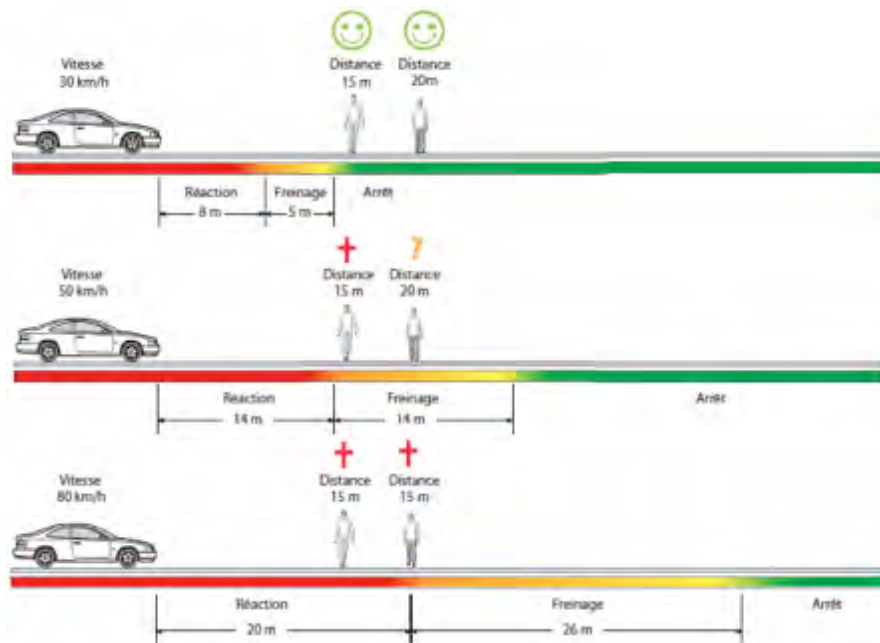 Vitesse
30 km/h
Distance
15 m
Distance
20m
Réaction
8 m
Freinage
5 m
Arrêt
?
Vitesse
50 km/h
Distance
15 m
Distance
20 m
Réaction
14 m
Freinage
14 m
Arrêt
Vitesse
80 km/h
Distance
15 m
Distance
15 m
Réaction
20 m
Freinage
26 m
Arrêt